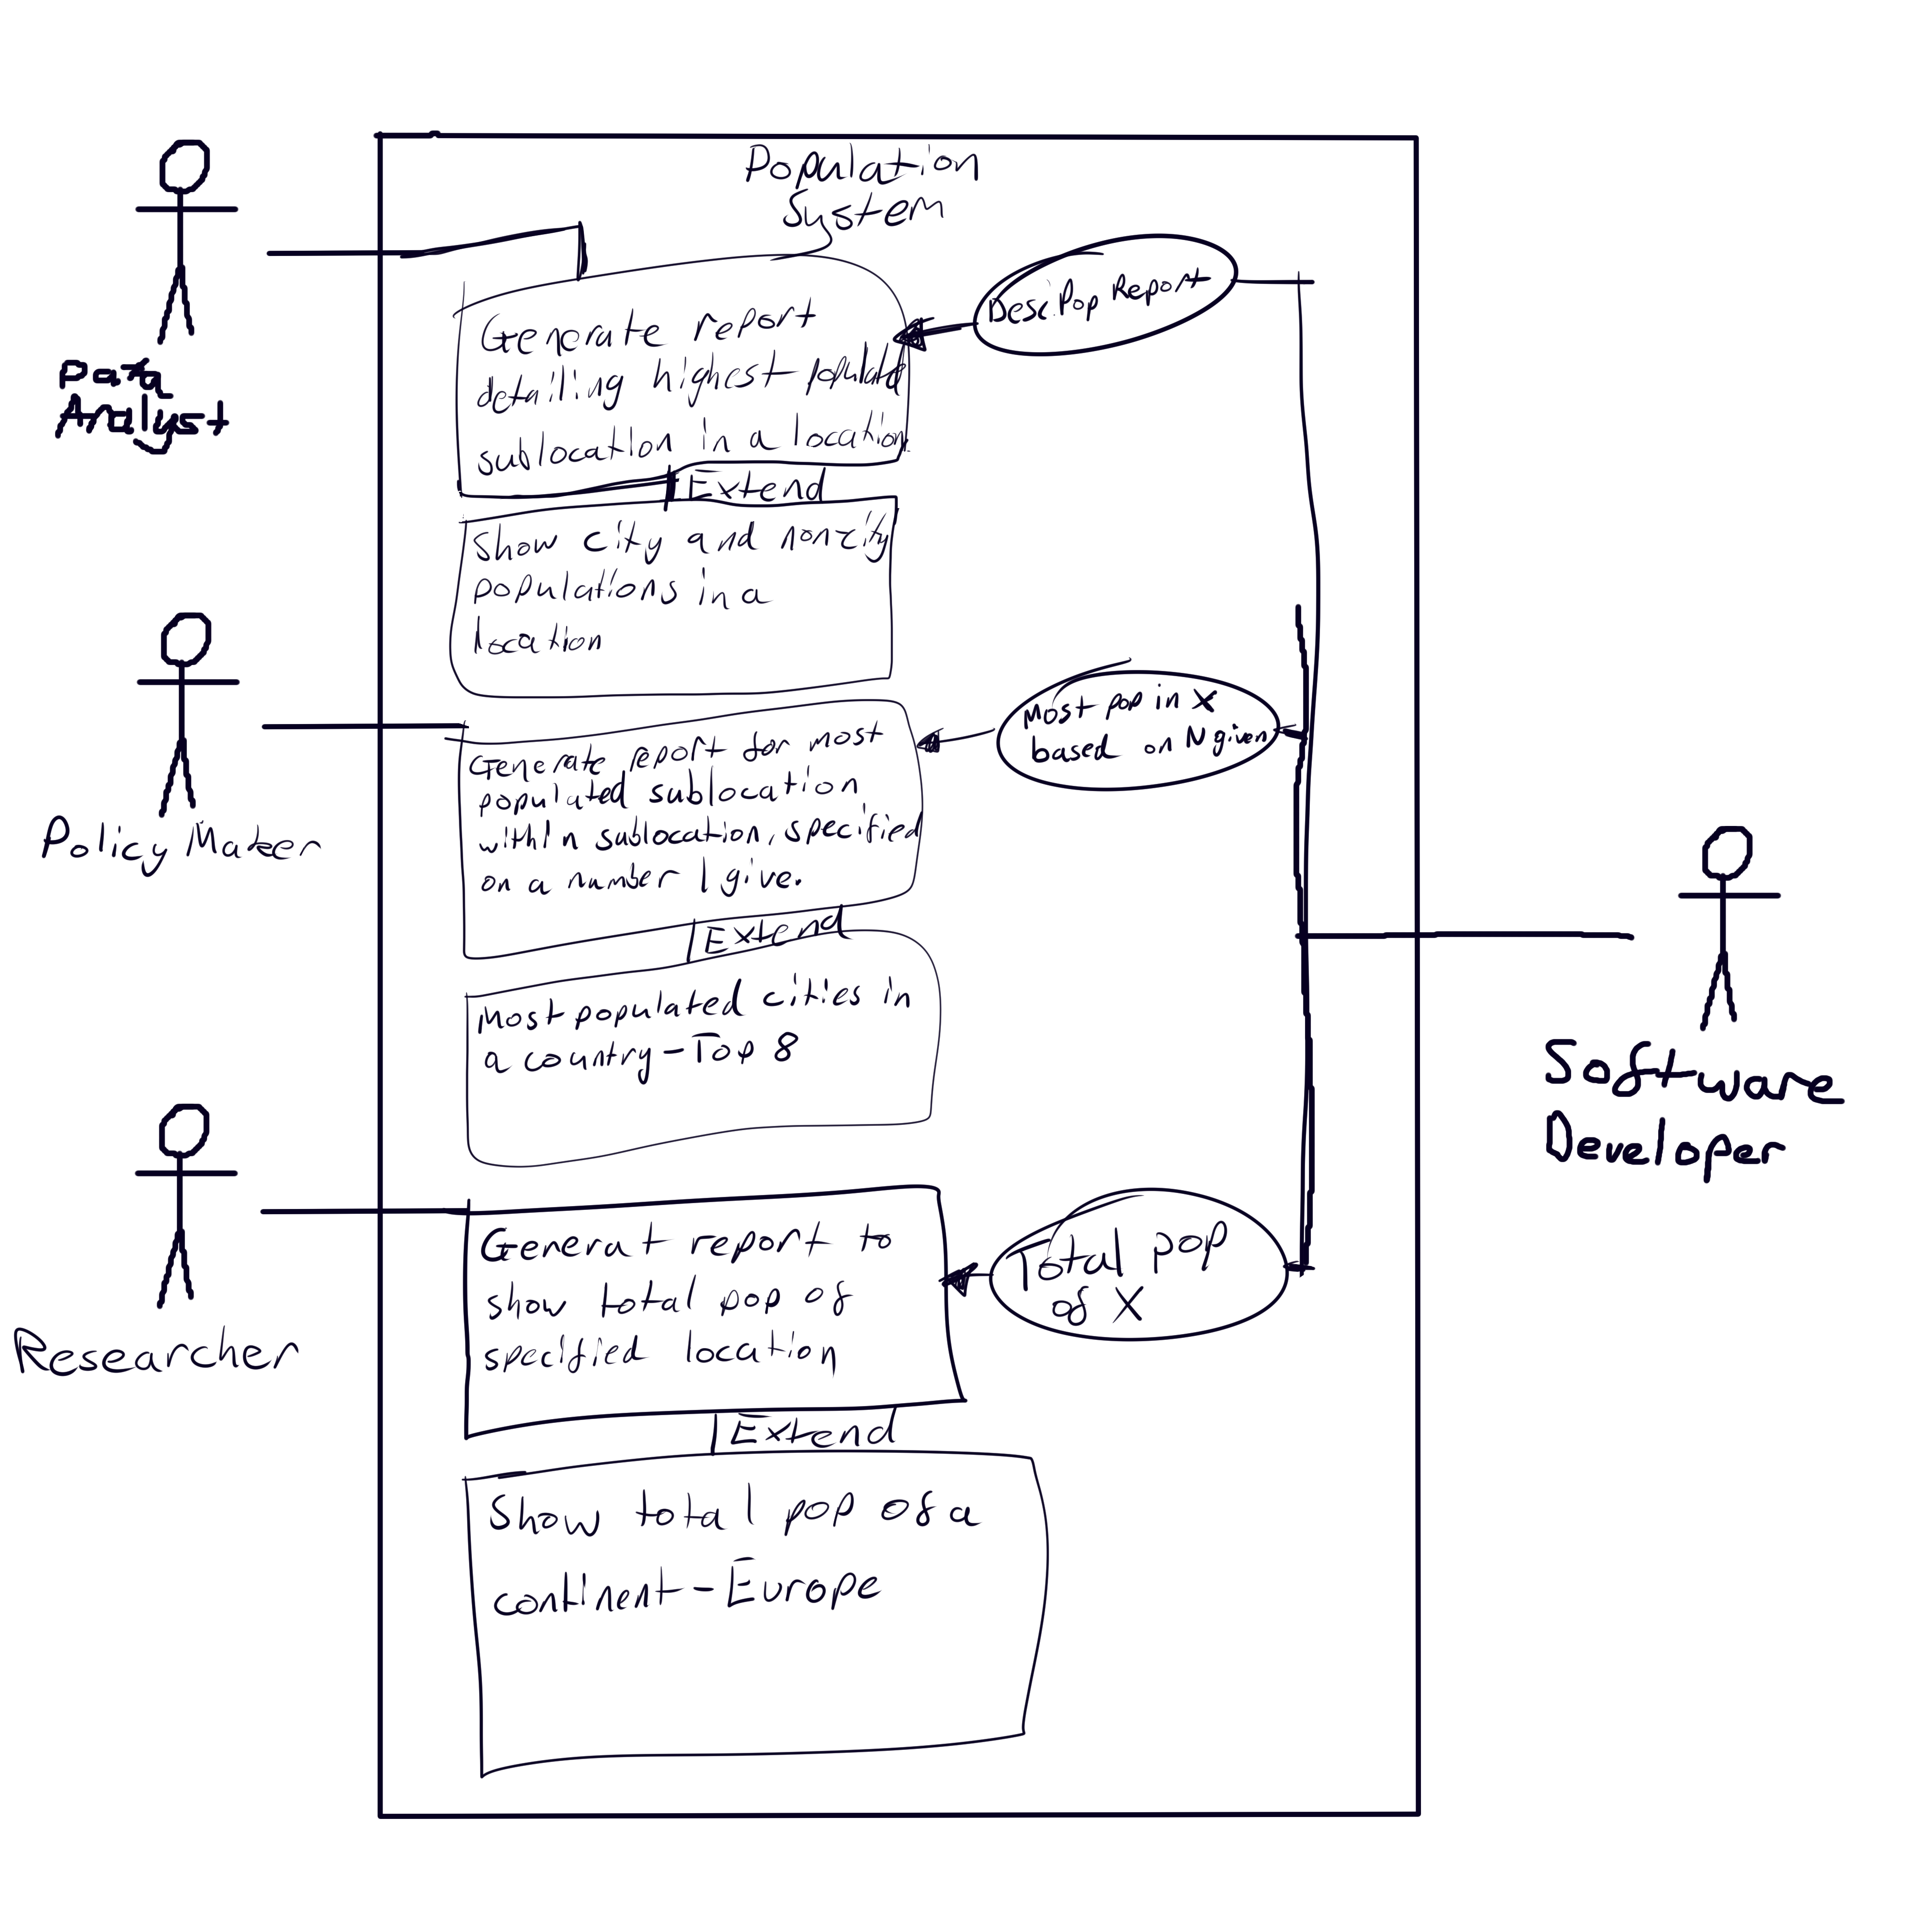 Population
System
Data
Analyst
Generate report
detailing highest populated
sublocation in a location
Desc. Pop Report
Extend
Show city and non-city
populations in a
location
Policy Maker
Generate report for most
populated sublocation
within sublocation, specified
on a number I give.
Most pop in X
based on N given
Extend
Most populated cities in
a country - Top 8
Software
Developer
Researcher
Generat report to
show total pop of
specified location
Total pop
of X
Extend
Show total pop of a
continent - Europe